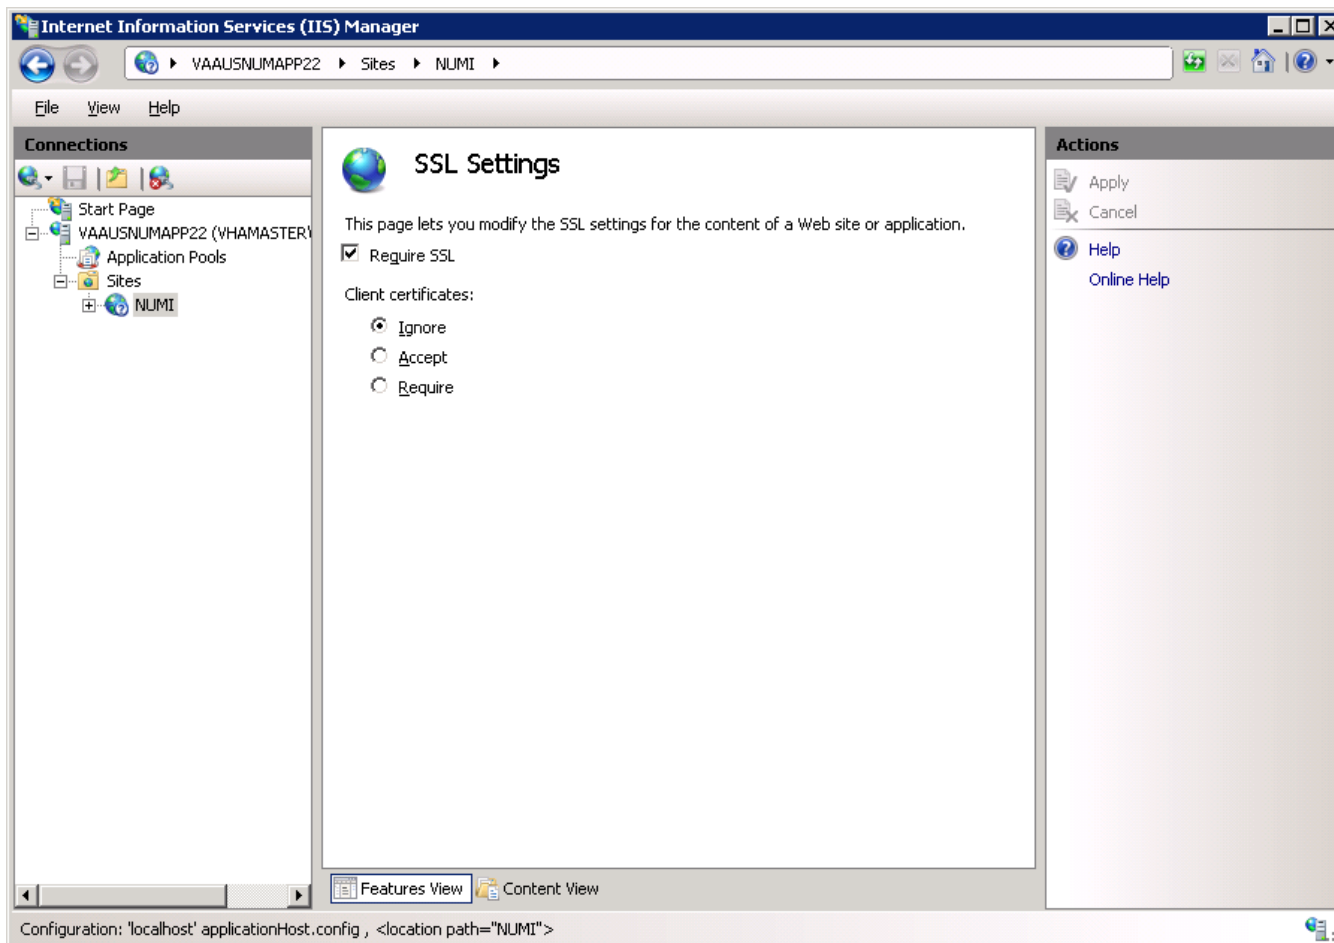 Internet Information Services (IIS) Manager
VAAUSNUMAPP22 Sites NUMI
File View Help
Connections
Start Page
VAAUSNUMAPP22 (VHAMASTER\
Application Pools
Sites
NUMI
SSL Settings
This page lets you modify the SSL settings for the content of a Web site or application.
Require SSL
Client certificates:
Ignore
Accept
Require
Features View Content View
Actions
Apply
Cancel
Help
Online Help
Configuration: 'localhost' applicationHost.config , <location path="NUMI">